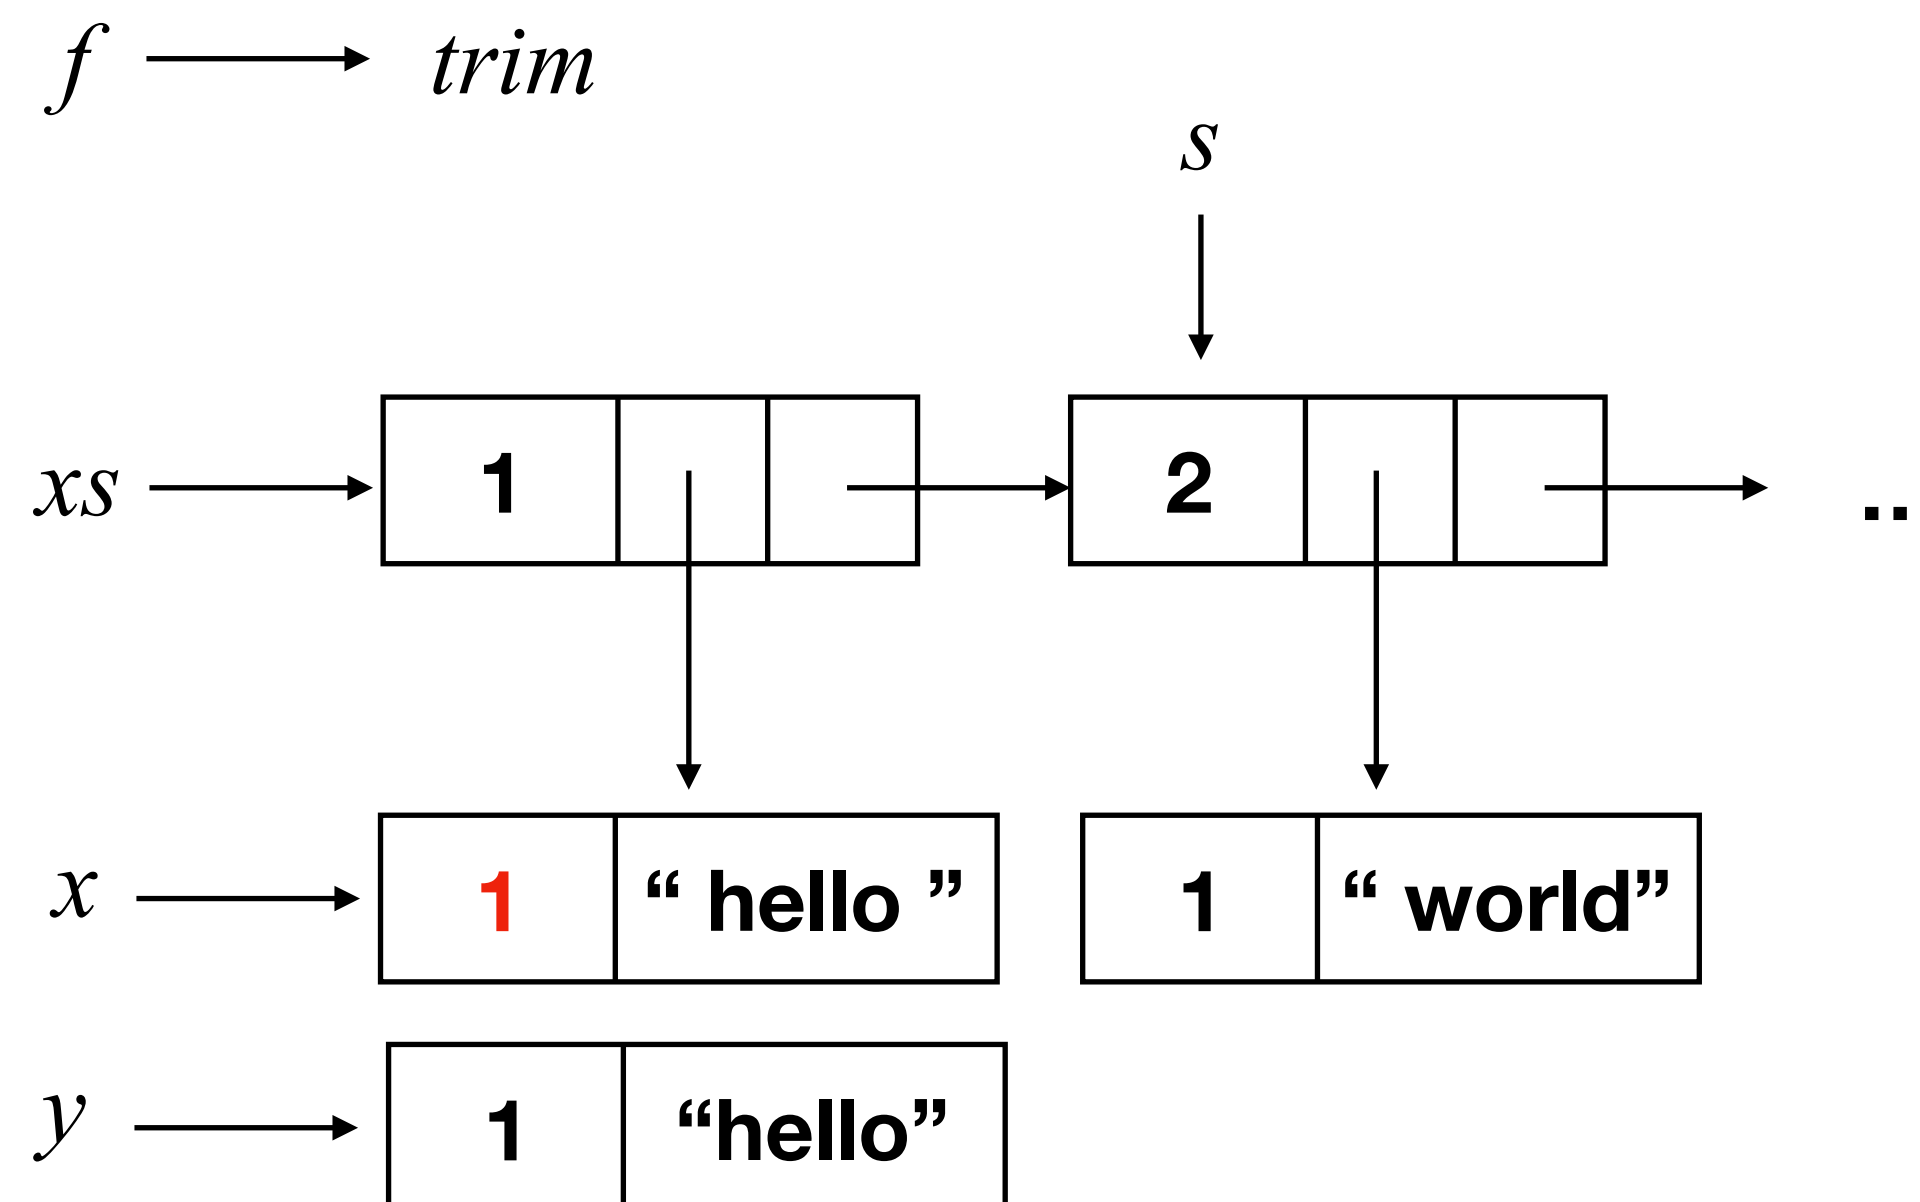 f trim
s
xs 1 2 ..
x 1 “ hello ” 1 “ world”
y 1 “hello”